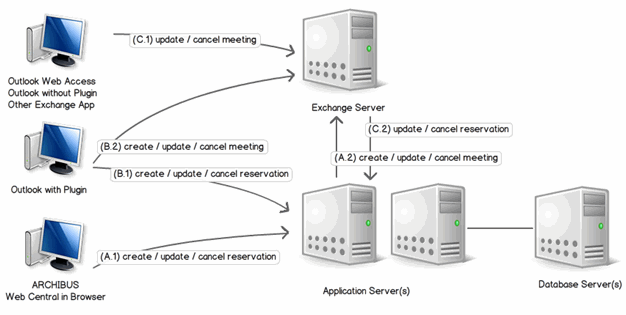 (C.1) update / cancel meeting
Outlook Web Access
Outlook without Plugin
Other Exchange App
Exchange Server
(C.2) update / cancel reservation
(B.2) create / update / cancel meeting
(A.2) create / update / cancel meeting
(B.1) create / update / cancel reservation
Outlook with Plugin
(A.1) create / update / cancel reservation
ARCHIBUS
Web Central in Browser
Application Server(s)
Database Server(s)